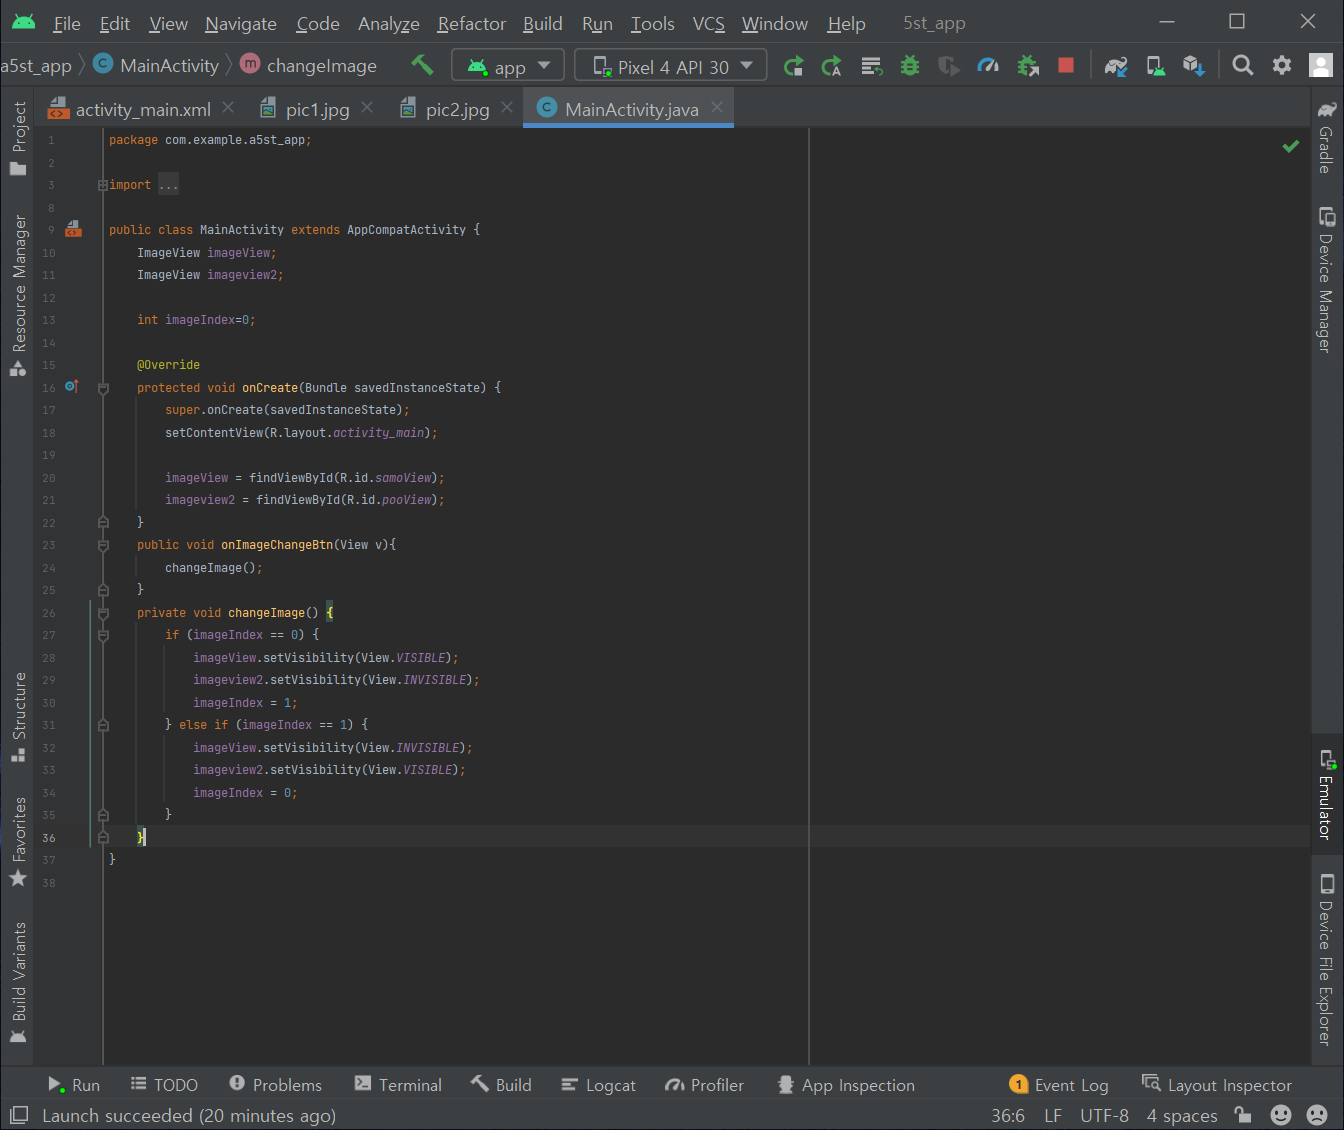 File Edit View Navigate Code Analyze Refactor Build Run Tools VCS Window Help 5st_app
a5st_app MainActivity changeImage app Pixel 4 API 30
activity_main.xml pic1.jpg pic2.jpg MainActivity.java
Project
Resource Manager
Structure
Favorites
Build Variants
1 package com.example.a5st_app;
2
3 import ...
8
9 public class MainActivity extends AppCompatActivity {
10 ImageView imageView;
11 ImageView imageview2;
12
13 int imageIndex=0;
14
15 @Override
16 protected void onCreate(Bundle savedInstanceState) {
17 super.onCreate(savedInstanceState);
18 setContentView(R.layout.activity_main);
19
20 imageView = findViewById(R.id.samoView);
21 imageview2 = findViewById(R.id.pooView);
22 }
23 public void onImageChangeBtn(View v){
24 changeImage();
25 }
26 private void changeImage() {
27 if (imageIndex == 0) {
28 imageView.setVisibility(View.VISIBLE);
29 imageview2.setVisibility(View.INVISIBLE);
30 imageIndex = 1;
31 } else if (imageIndex == 1) {
32 imageView.setVisibility(View.INVISIBLE);
33 imageview2.setVisibility(View.VISIBLE);
34 imageIndex = 0;
35 }
36 }
37 }
38
Gradle
Device Manager
Emulator
Device File Explorer
Run TODO Problems Terminal Build Logcat Profiler App Inspection 1 Event Log Layout Inspector
Launch succeeded (20 minutes ago) 36:6 LF UTF-8 4 spaces